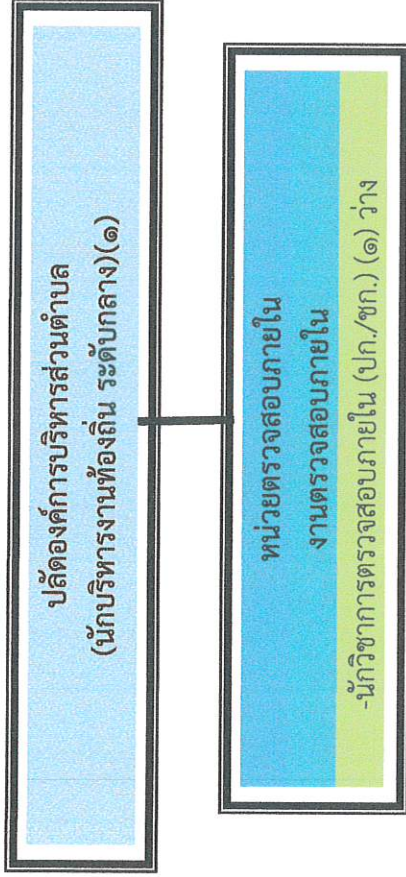 ปลัดองค์การบริหารส่วนตำบล
(นักบริหารงานท้องถิ่น ระดับกลาง)(๑)
หน่วยตรวจสอบภายใน
งานตรวจสอบภายใน
-นักวิชาการตรวจสอบภายใน (ปก./ชก.) (๑) ว่าง